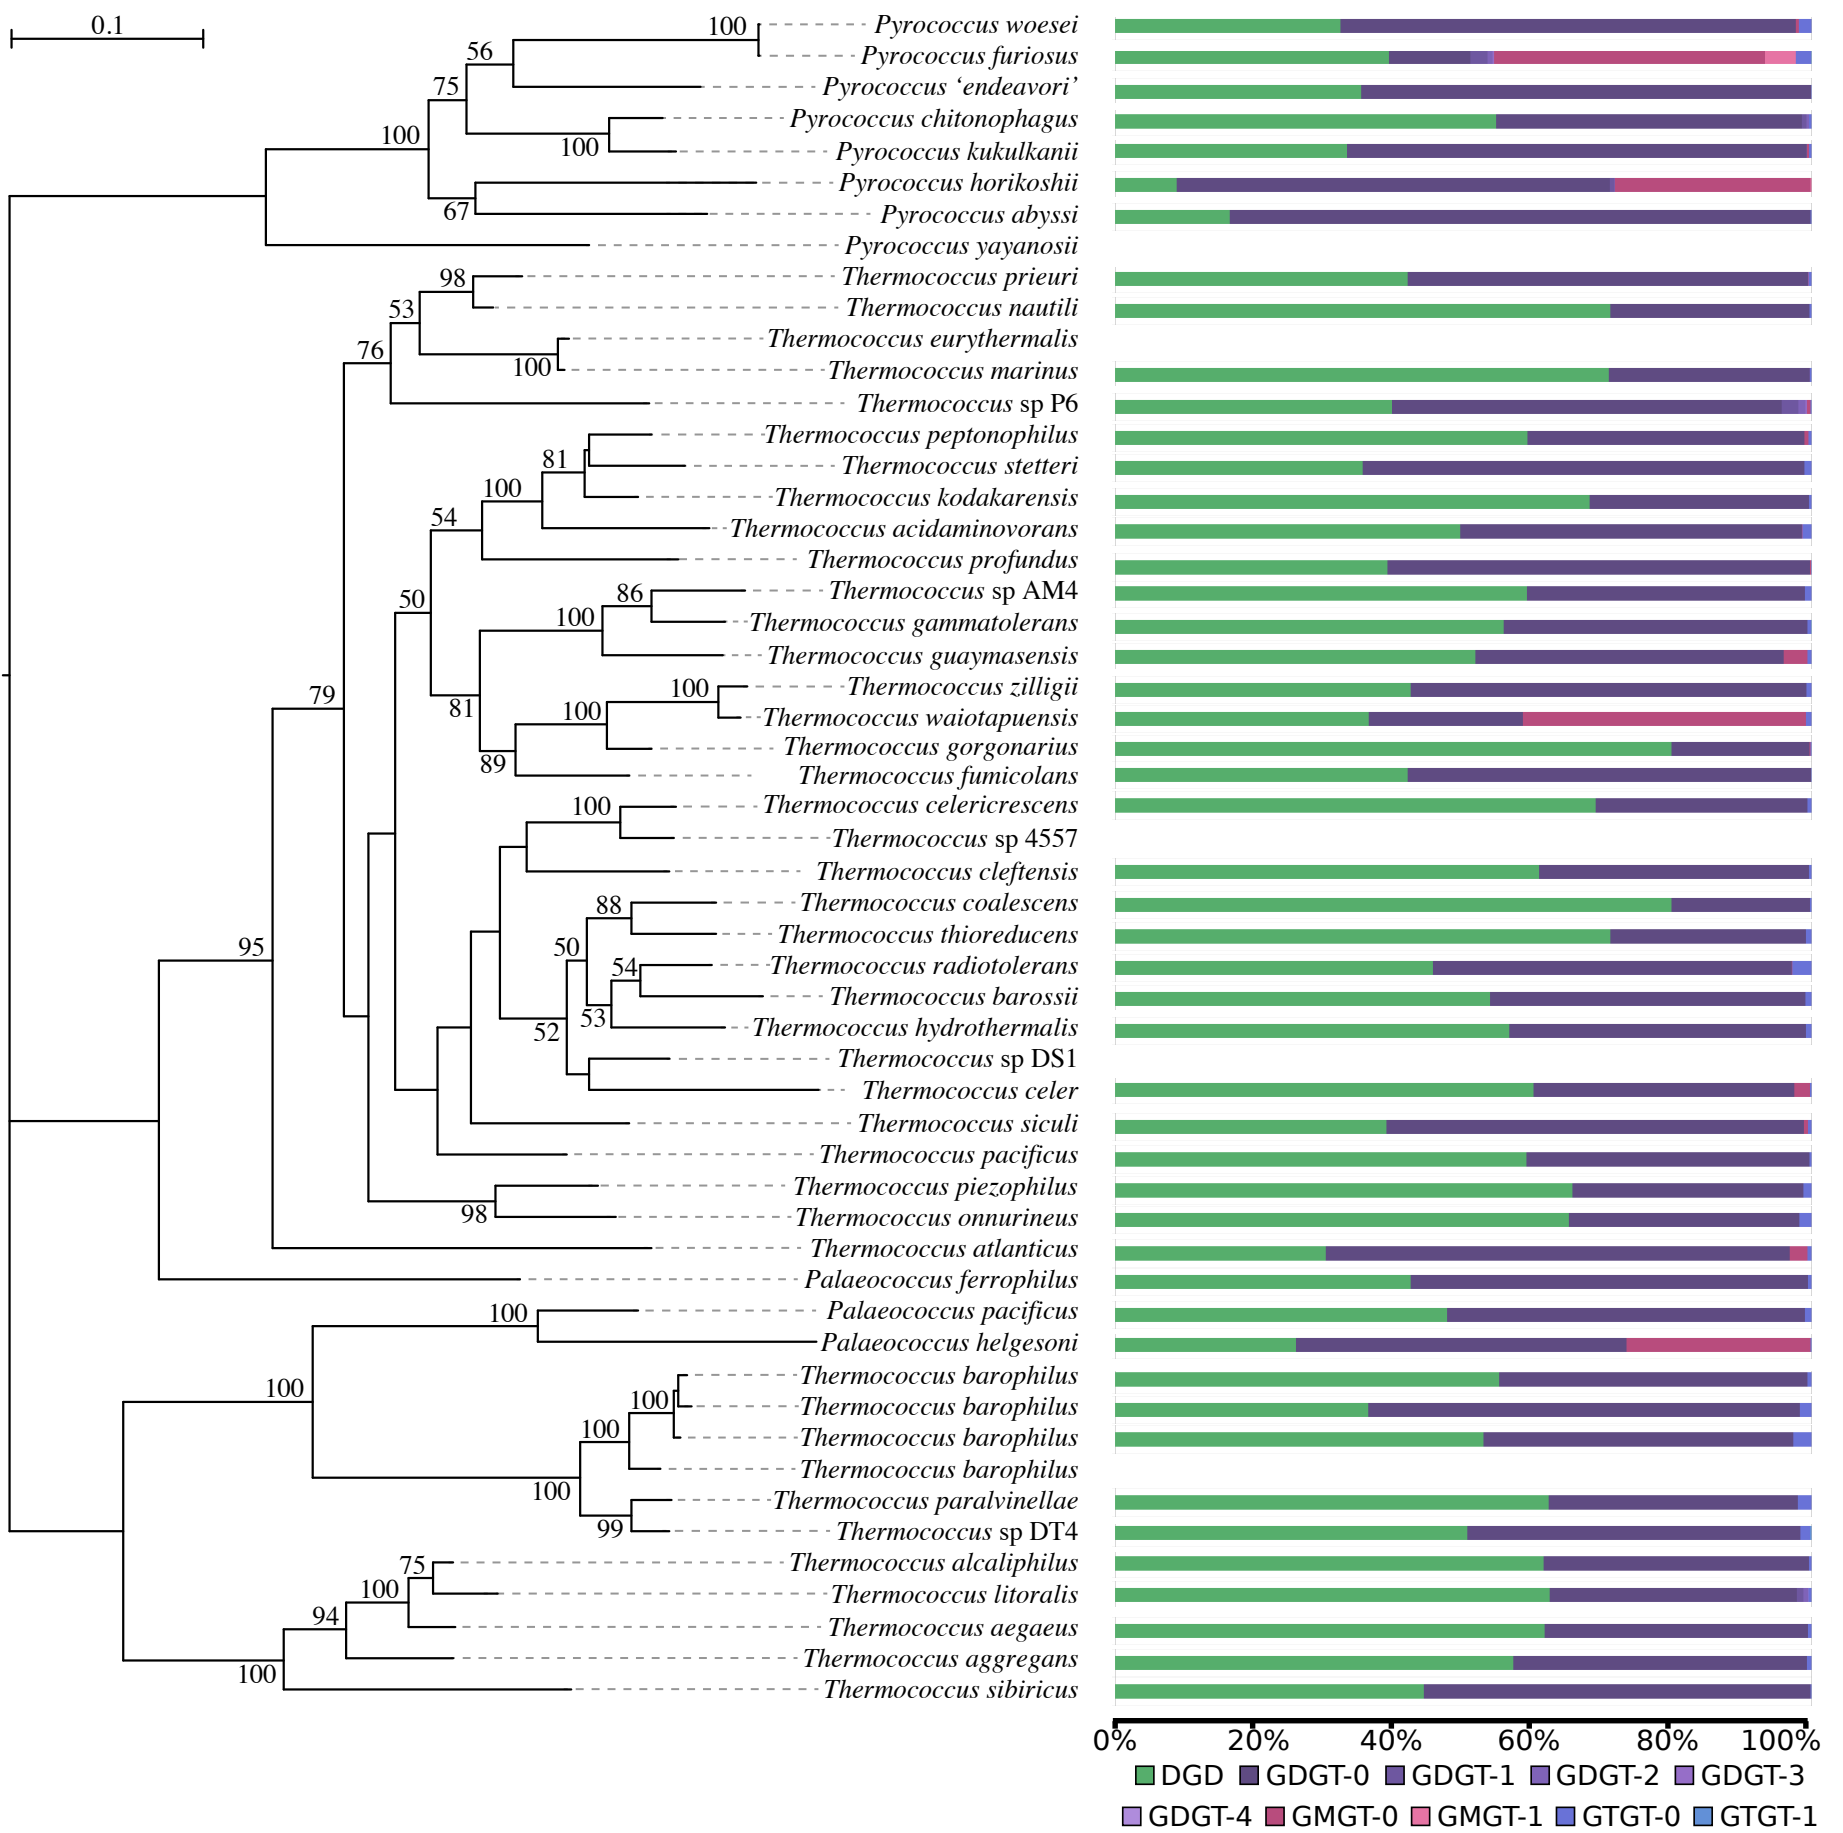 0.1
100 Pyrococcus woesei
56 Pyrococcus furiosus
75 Pyrococcus ‘endeavori’
Pyrococcus chitonophagus
100 100 Pyrococcus kukulkanii
Pyrococcus horikoshii
67 Pyrococcus abyssi
Pyrococcus yayanosii
98 Thermococcus prieuri
53 Thermococcus nautili
76 Thermococcus eurythermalis
100 Thermococcus marinus
Thermococcus sp P6
Thermococcus peptonophilus
81 Thermococcus stetteri
100 Thermococcus kodakarensis
54 Thermococcus acidaminovorans
Thermococcus profundus
50 86 Thermococcus sp AM4
100 Thermococcus gammatolerans
Thermococcus guaymasensis
79 100 Thermococcus zilligii
81 100 Thermococcus waiotapuensis
Thermococcus gorgonarius
89 Thermococcus fumicolans
100 Thermococcus celericrescens
Thermococcus sp 4557
Thermococcus cleftensis
88 Thermococcus coalescens
95 50 Thermococcus thioreducens
54 Thermococcus radiotolerans
Thermococcus barossii
52 53 Thermococcus hydrothermalis
Thermococcus sp DS1
Thermococcus celer
Thermococcus siculi
Thermococcus pacificus
Thermococcus piezophilus
98 Thermococcus onnurineus
Thermococcus atlanticus
Palaeococcus ferrophilus
100 Palaeococcus pacificus
Palaeococcus helgesoni
100 Thermococcus barophilus
100 Thermococcus barophilus
100 Thermococcus barophilus
Thermococcus barophilus
100 Thermococcus paralvinellae
99 Thermococcus sp DT4
75 Thermococcus alcaliphilus
100 Thermococcus litoralis
94 Thermococcus aegaeus
100 Thermococcus aggregans
Thermococcus sibiricus
0% 20% 40% 60% 80% 100%
DGD GDGT-0 GDGT-1 GDGT-2 GDGT-3
GDGT-4 GMGT-0 GMGT-1 GTGT-0 GTGT-1